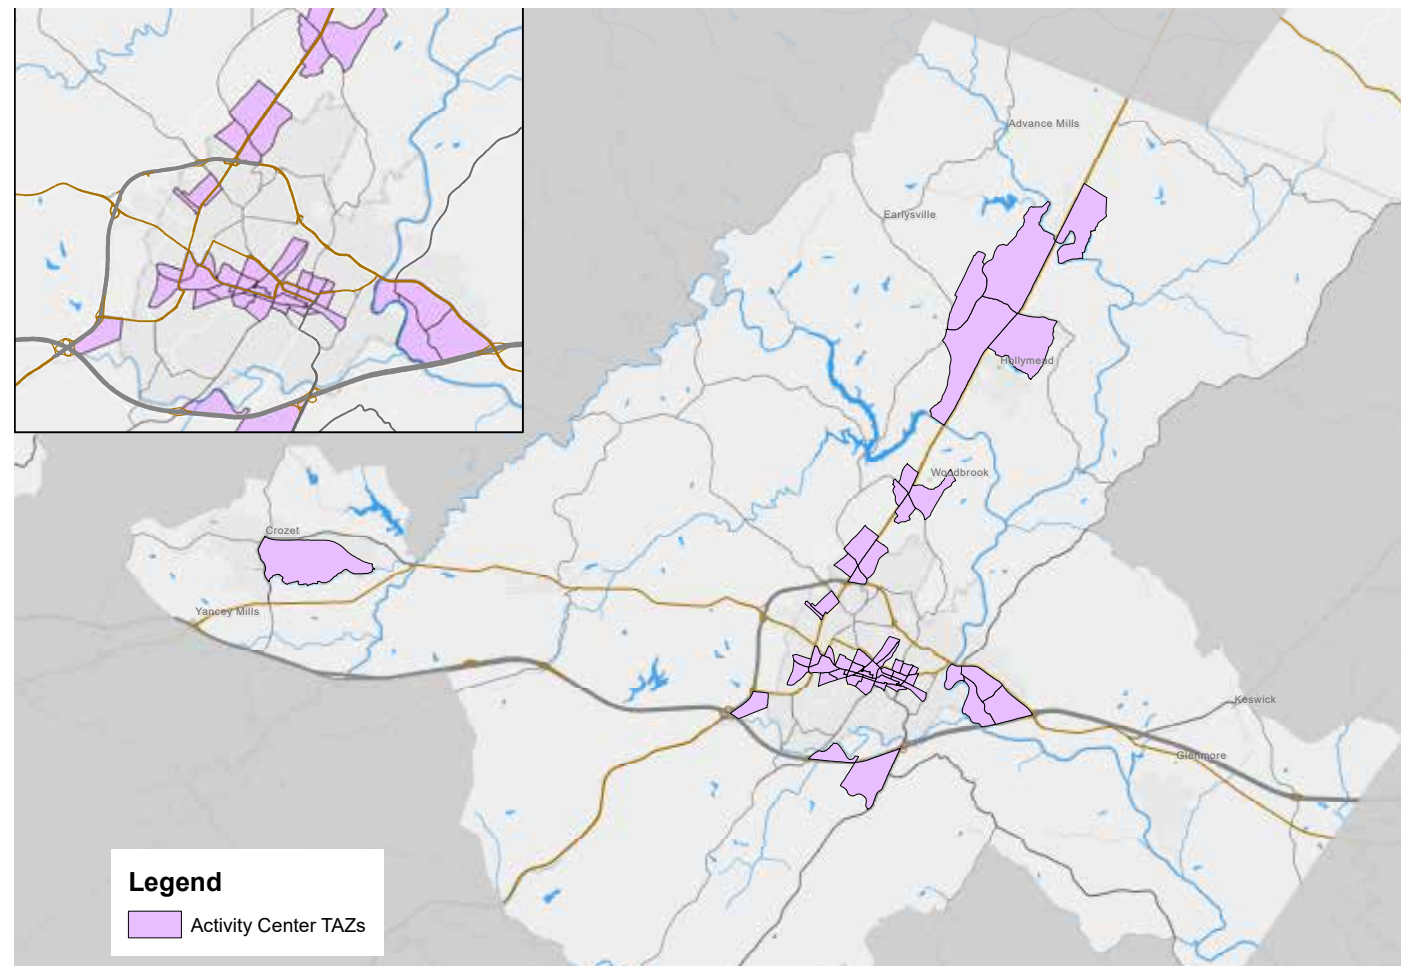 Advance Mills
Earlysville
Hollymead
Woodbrook
Crozet
Yancey Mills
Keswick
Glenmore
Legend
Activity Center TAZs